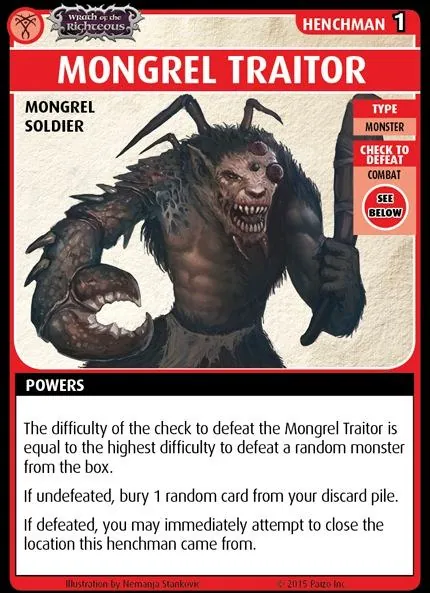 Wrath of the
Righteous
HENCHMAN 1
MONGREL TRAITOR
MONGREL
SOLDIER
TYPE
MONSTER
CHECK TO
DEFEAT
COMBAT
SEE
BELOW
POWERS
The difficulty of the check to defeat the Mongrel Traitor is
equal to the highest difficulty to defeat a random monster
from the box.
If undefeated, bury 1 random card from your discard pile.
If defeated, you may immediately attempt to close the
location this henchman came from.
Illustration by Nemanja Stankovic © 2015 Paizo Inc.